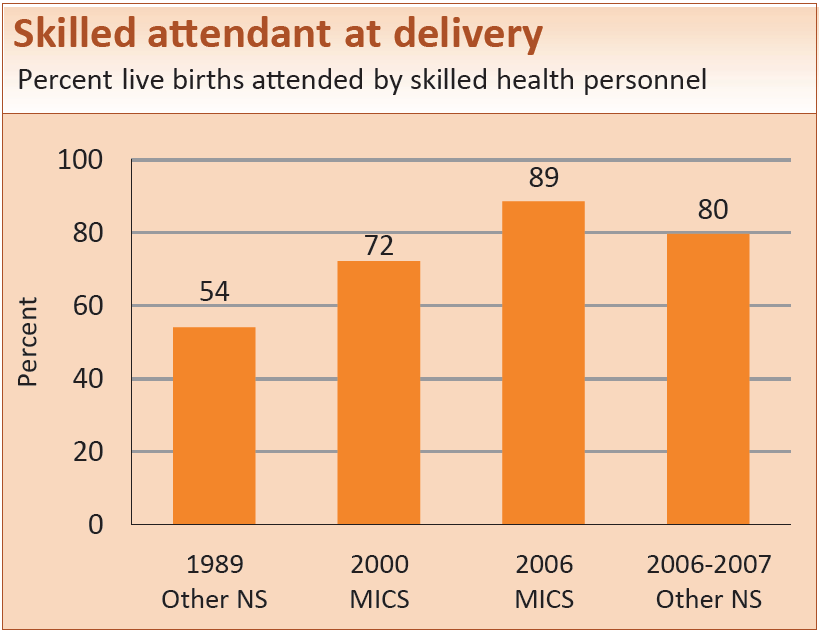 Skilled attendant at delivery
Percent live births attended by skilled health personnel
100
80
60
40
20
0
Percent
54
72
89
80
1989
Other NS
2000
MICS
2006
MICS
2006-2007
Other NS